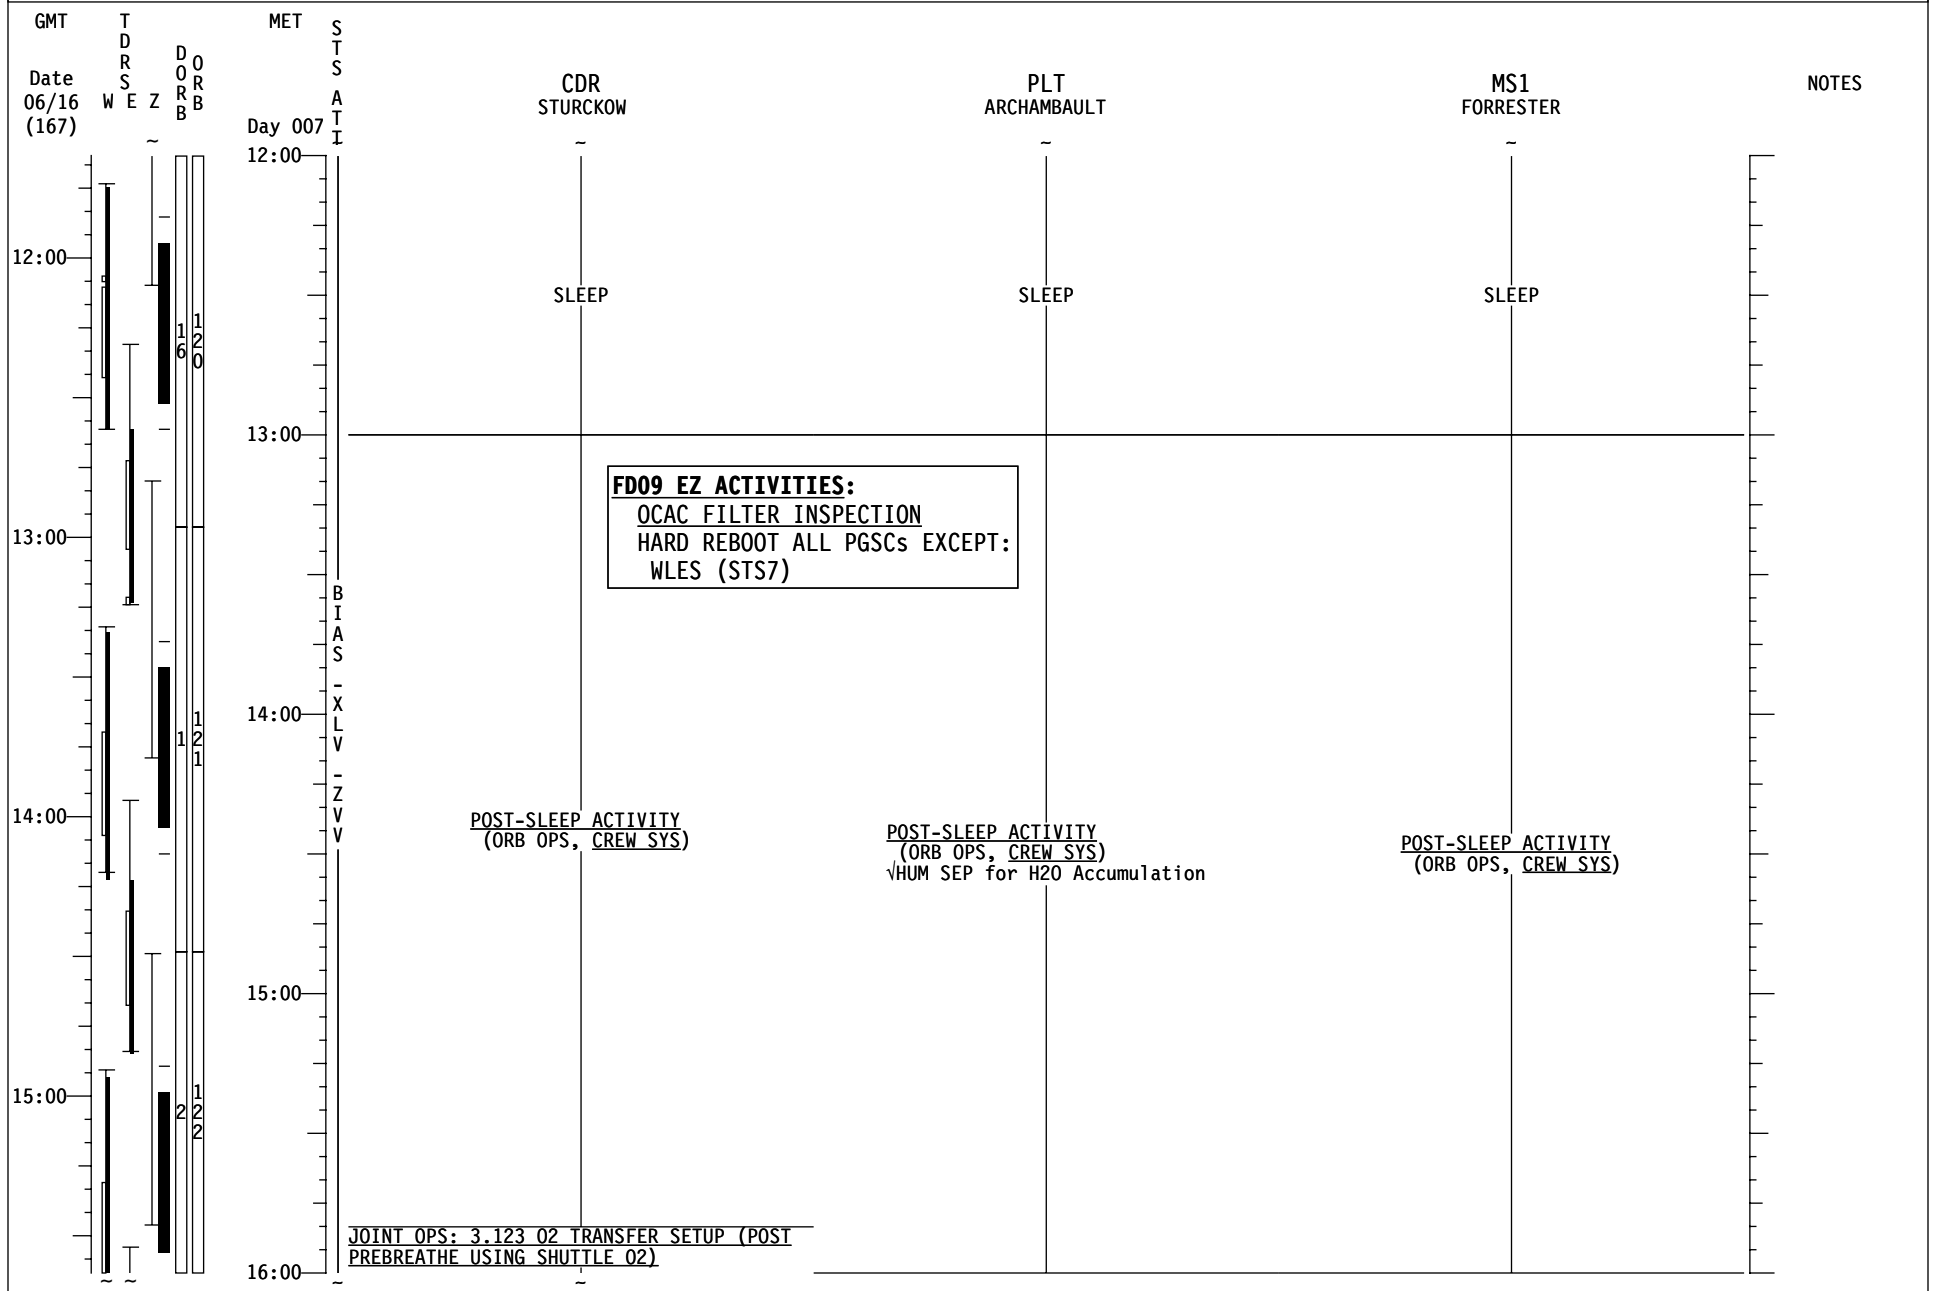 GMT
TDRS
MET
STS ATT
Date
06/16
(167)
W E Z
DORB
ORB
Day 007
CDR
STURCKOW
PLT
ARCHAMBAULT
MS1
FORRESTER
NOTES
~ ~ ~ ~
12:00
12:00
SLEEP
SLEEP
SLEEP
16
120
13:00
FD09 EZ ACTIVITIES:
OCAC FILTER INSPECTION
HARD REBOOT ALL PGSCs EXCEPT:
WLES (STS7)
13:00
BIAS -XLV -ZVV
14:00
1
121
14:00
POST-SLEEP ACTIVITY
(ORB OPS, CREW SYS)
POST-SLEEP ACTIVITY
(ORB OPS, CREW SYS)
√HUM SEP for H2O Accumulation
POST-SLEEP ACTIVITY
(ORB OPS, CREW SYS)
15:00
15:00
2
122
JOINT OPS: 3.123 O2 TRANSFER SETUP (POST
PREBREATHE USING SHUTTLE O2)
16:00
~ ~ ~ ~